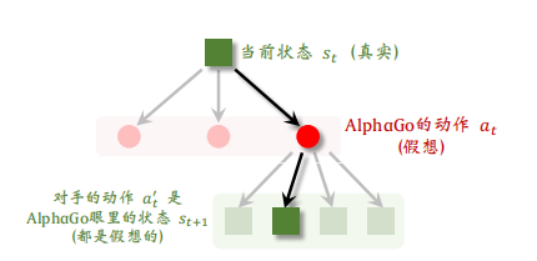 当前状态 s_t (真实)
AlphaGo的动作 a_t
(假想)
对手的动作 a'_t 是
AlphaGo眼里的状态 s_{t+1}
(都是假想的)